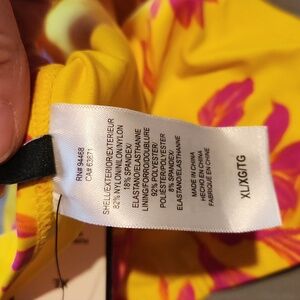 RN# 94468
CA# 63671
SHELL/EXTERIOR/EXTERIEUR
82% NYLON/NILON/NYLON
18% SPANDEX/
ELASTANO/ELASTHANNE
LINING/FORRO/DOUBLURE
92% POLYESTER/
POLIÉSTER/POLYESTER
8% SPANDEX/
ELASTANO/ELASTHANNE
MADE IN CHINA
HECHO EN CHINA
FABRIQUÉ EN CHINE
XL/XG/TG